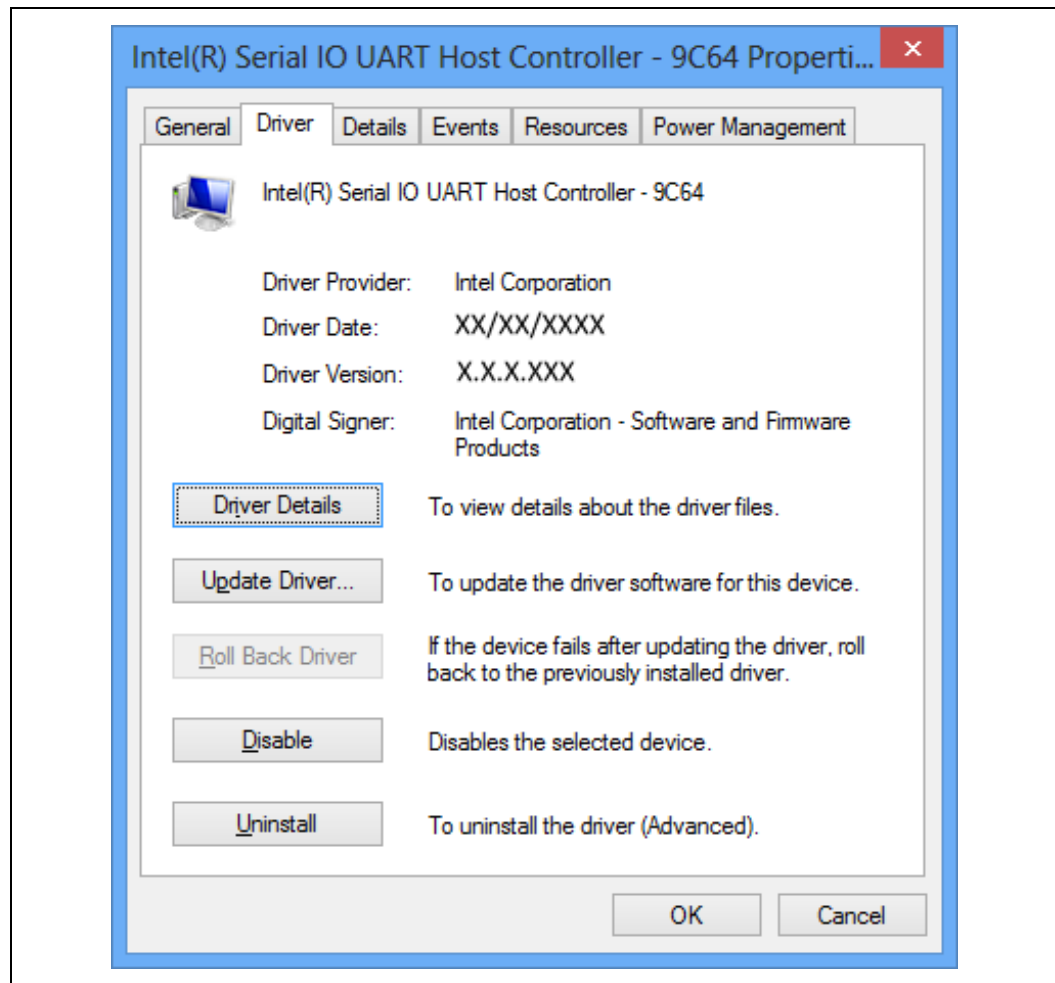 Intel(R) Serial IO UART Host Controller - 9C64 Properti...
General Driver Details Events Resources Power Management
Intel(R) Serial IO UART Host Controller - 9C64
Driver Provider: Intel Corporation
Driver Date: XX/XX/XXXX
Driver Version: X.X.X.XXX
Digital Signer: Intel Corporation - Software and Firmware
Products
Driver Details To view details about the driver files.
Update Driver... To update the driver software for this device.
Roll Back Driver If the device fails after updating the driver, roll
back to the previously installed driver.
Disable Disables the selected device.
Uninstall To uninstall the driver (Advanced).
OK Cancel